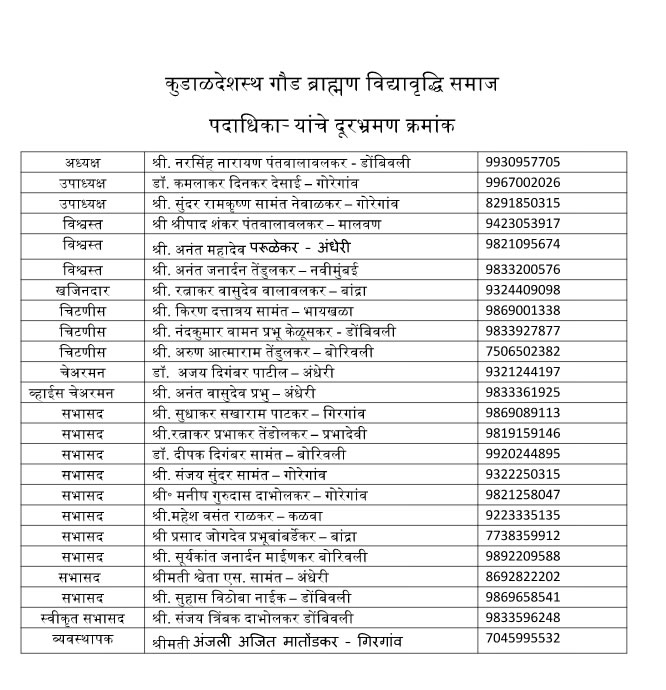 कुडाळदेशस्थ गौड ब्राह्मण विद्यावृद्धि समाज
पदाधिकाऱ्यांचे दूरभ्रमण क्रमांक
अध्यक्ष श्री. नरसिंह नारायण पंतवालावलकर - डोंबिवली 9930957705
उपाध्यक्ष डॉ. कमलाकर दिनकर देसाई – गोरेगांव 9967002026
उपाध्यक्ष श्री. सुंदर रामकृष्ण सामंत नेवाळकर – गोरेगांव 8291850315
विश्वस्त श्री श्रीपाद शंकर पंतवालावलकर – मालवण 9423053917
विश्वस्त श्री. अनंत महादेव परूळेकर - अंधेरी 9821095674
विश्वस्त श्री. अनंत जनार्दन तेंडुलकर – नवीमुंबई 9833200576
खजिनदार श्री. रत्नाकर वासुदेव वालावलकर – बांद्रा 9324409098
चिटणीस श्री. किरण दत्तात्रय सामंत – भायखळा 9869001338
चिटणीस श्री. नंदकुमार वामन प्रभू केळूसकर - डोंबिवली 9833927877
चिटणीस श्री. अरुण आत्माराम तेंडुलकर – बोरिवली 7506502382
चेअरमन डॉ. अजय दिगंबर पाटील – अंधेरी 9321244197
व्हाईस चेअरमन श्री. अनंत वासुदेव प्रभु – अंधेरी 9833361925
सभासद श्री. सुधाकर सखाराम पाटकर – गिरगांव 9869089113
सभासद श्री.रत्नाकर प्रभाकर तेंडोलकर – प्रभादेवी 9819159146
सभासद डॉ. दीपक दिगंबर सामंत – बोरिवली 9920244895
सभासद श्री. संजय सुंदर सामंत – गोरेगांव 9322250315
सभासद श्री॰ मनीष गुरुदास दाभोलकर – गोरेगांव 9821258047
सभासद श्री.महेश वसंत राळकर – कळवा 9223335135
सभासद श्री प्रसाद जोगदेव प्रभूबांबर्डेकर – बांद्रा 7738359912
सभासद श्री. सूर्यकांत जनार्दन माईणकर बोरिवली 9892209588
सभासद श्रीमती श्वेता एस. सामंत – अंधेरी 8692822202
सभासद श्री. सुहास विठोबा नाईक – डोंबिवली 9869658541
स्वीकृत सभासद श्री. संजय त्रिंबक दाभोलकर डोंबिवली 9833596248
व्यवस्थापक श्रीमती अंजली अजित मातोंडकर - गिरगांव 7045995532